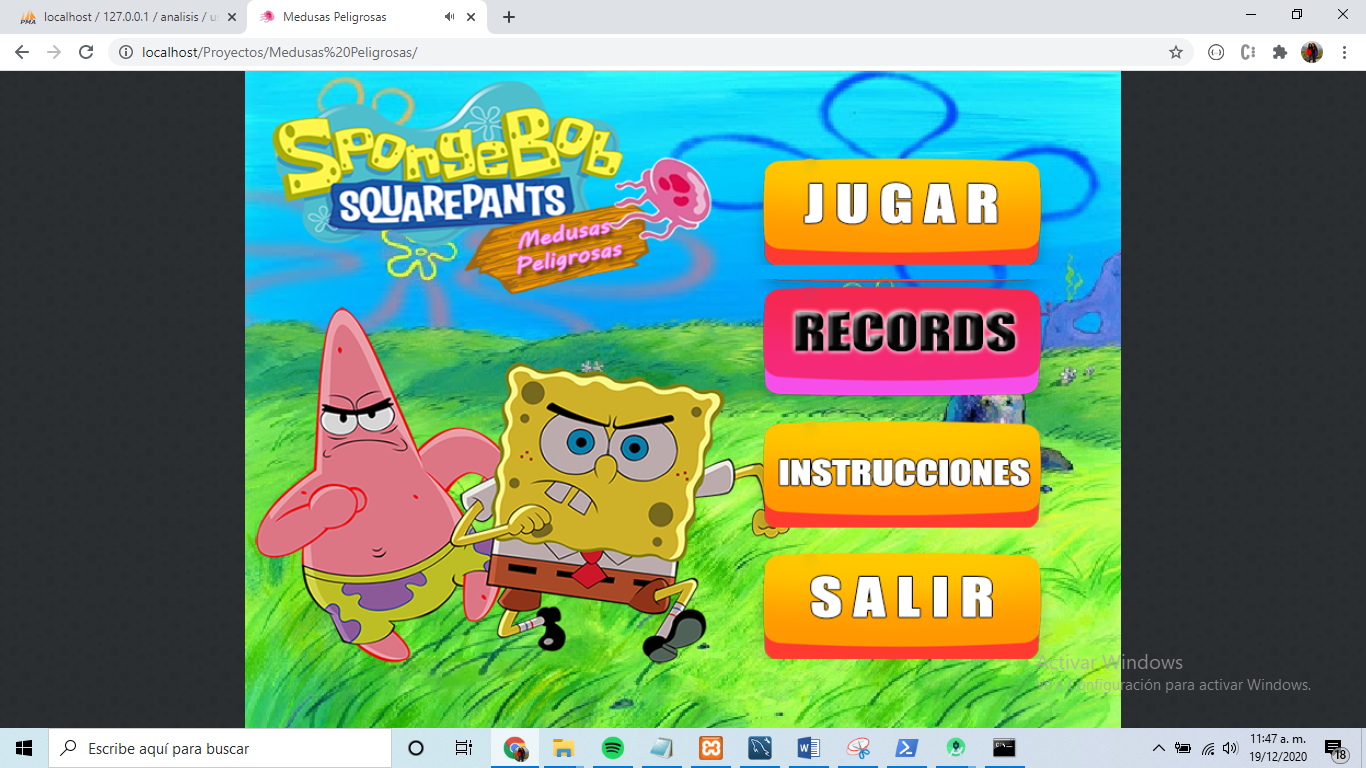 localhost / 127.0.0.1 / analisis / u
Medusas Peligrosas
localhost/Proyectos/Medusas%20Peligrosas/
SpongeBob
SQUAREPANTS
Medusas
Peligrosas
JUGAR
RECORDS
INSTRUCCIONES
SALIR
Activar Windows
Configuración para activar Windows.
Escribe aquí para buscar
11:47 a. m.
19/12/2020
18
PMA